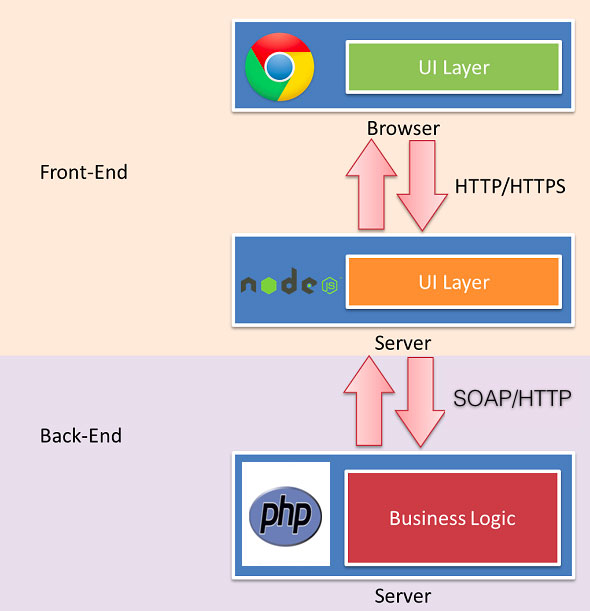 UI Layer
Browser
Front-End
HTTP/HTTPS
node JS
UI Layer
Server
SOAP/HTTP
Back-End
php
Business Logic
Server